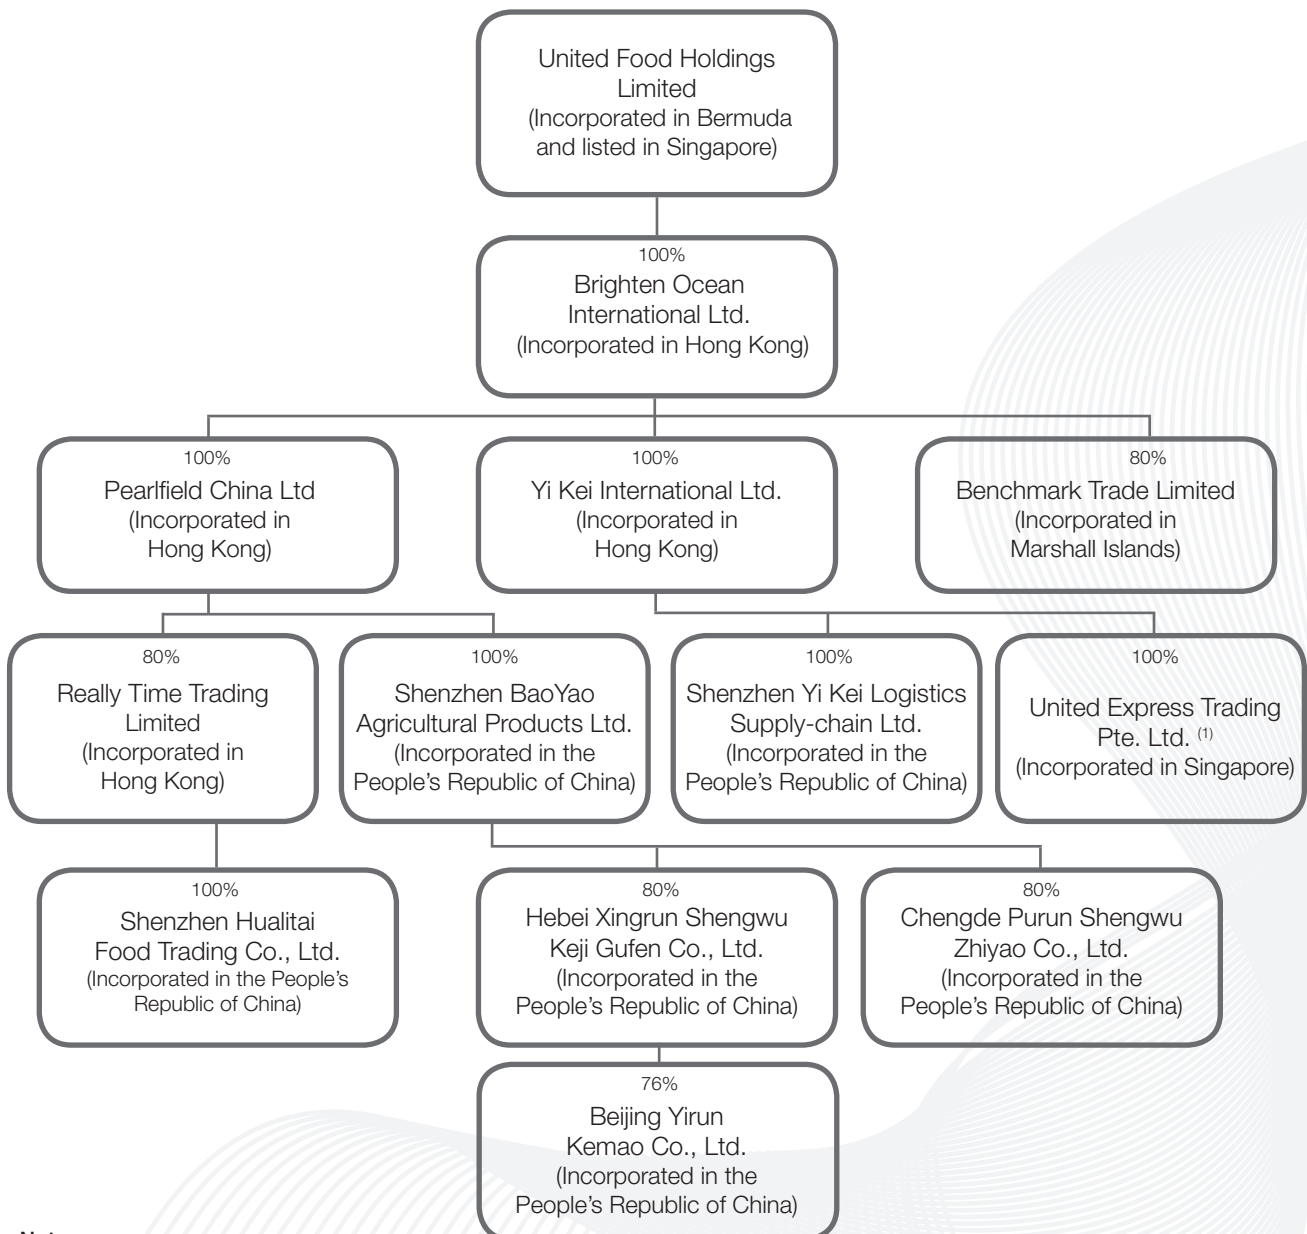 United Food Holdings
Limited
(Incorporated in Bermuda
and listed in Singapore)
100%
Brighten Ocean
International Ltd.
(Incorporated in Hong Kong)
100%
Pearlfield China Ltd
(Incorporated in
Hong Kong)
100%
Yi Kei International Ltd.
(Incorporated in
Hong Kong)
80%
Benchmark Trade Limited
(Incorporated in
Marshall Islands)
80%
Really Time Trading
Limited
(Incorporated in
Hong Kong)
100%
Shenzhen BaoYao
Agricultural Products Ltd.
(Incorporated in the
People's Republic of China)
100%
Shenzhen Yi Kei Logistics
Supply-chain Ltd.
(Incorporated in the
People's Republic of China)
100%
United Express Trading
Pte. Ltd. (1)
(Incorporated in Singapore)
100%
Shenzhen Hualitai
Food Trading Co., Ltd.
(Incorporated in the People's
Republic of China)
80%
Hebei Xingrun Shengwu
Keji Gufen Co., Ltd.
(Incorporated in the
People's Republic of China)
80%
Chengde Purun Shengwu
Zhiyao Co., Ltd.
(Incorporated in the
People's Republic of China)
76%
Beijing Yirun
Kemao Co., Ltd.
(Incorporated in the
People's Republic of China)